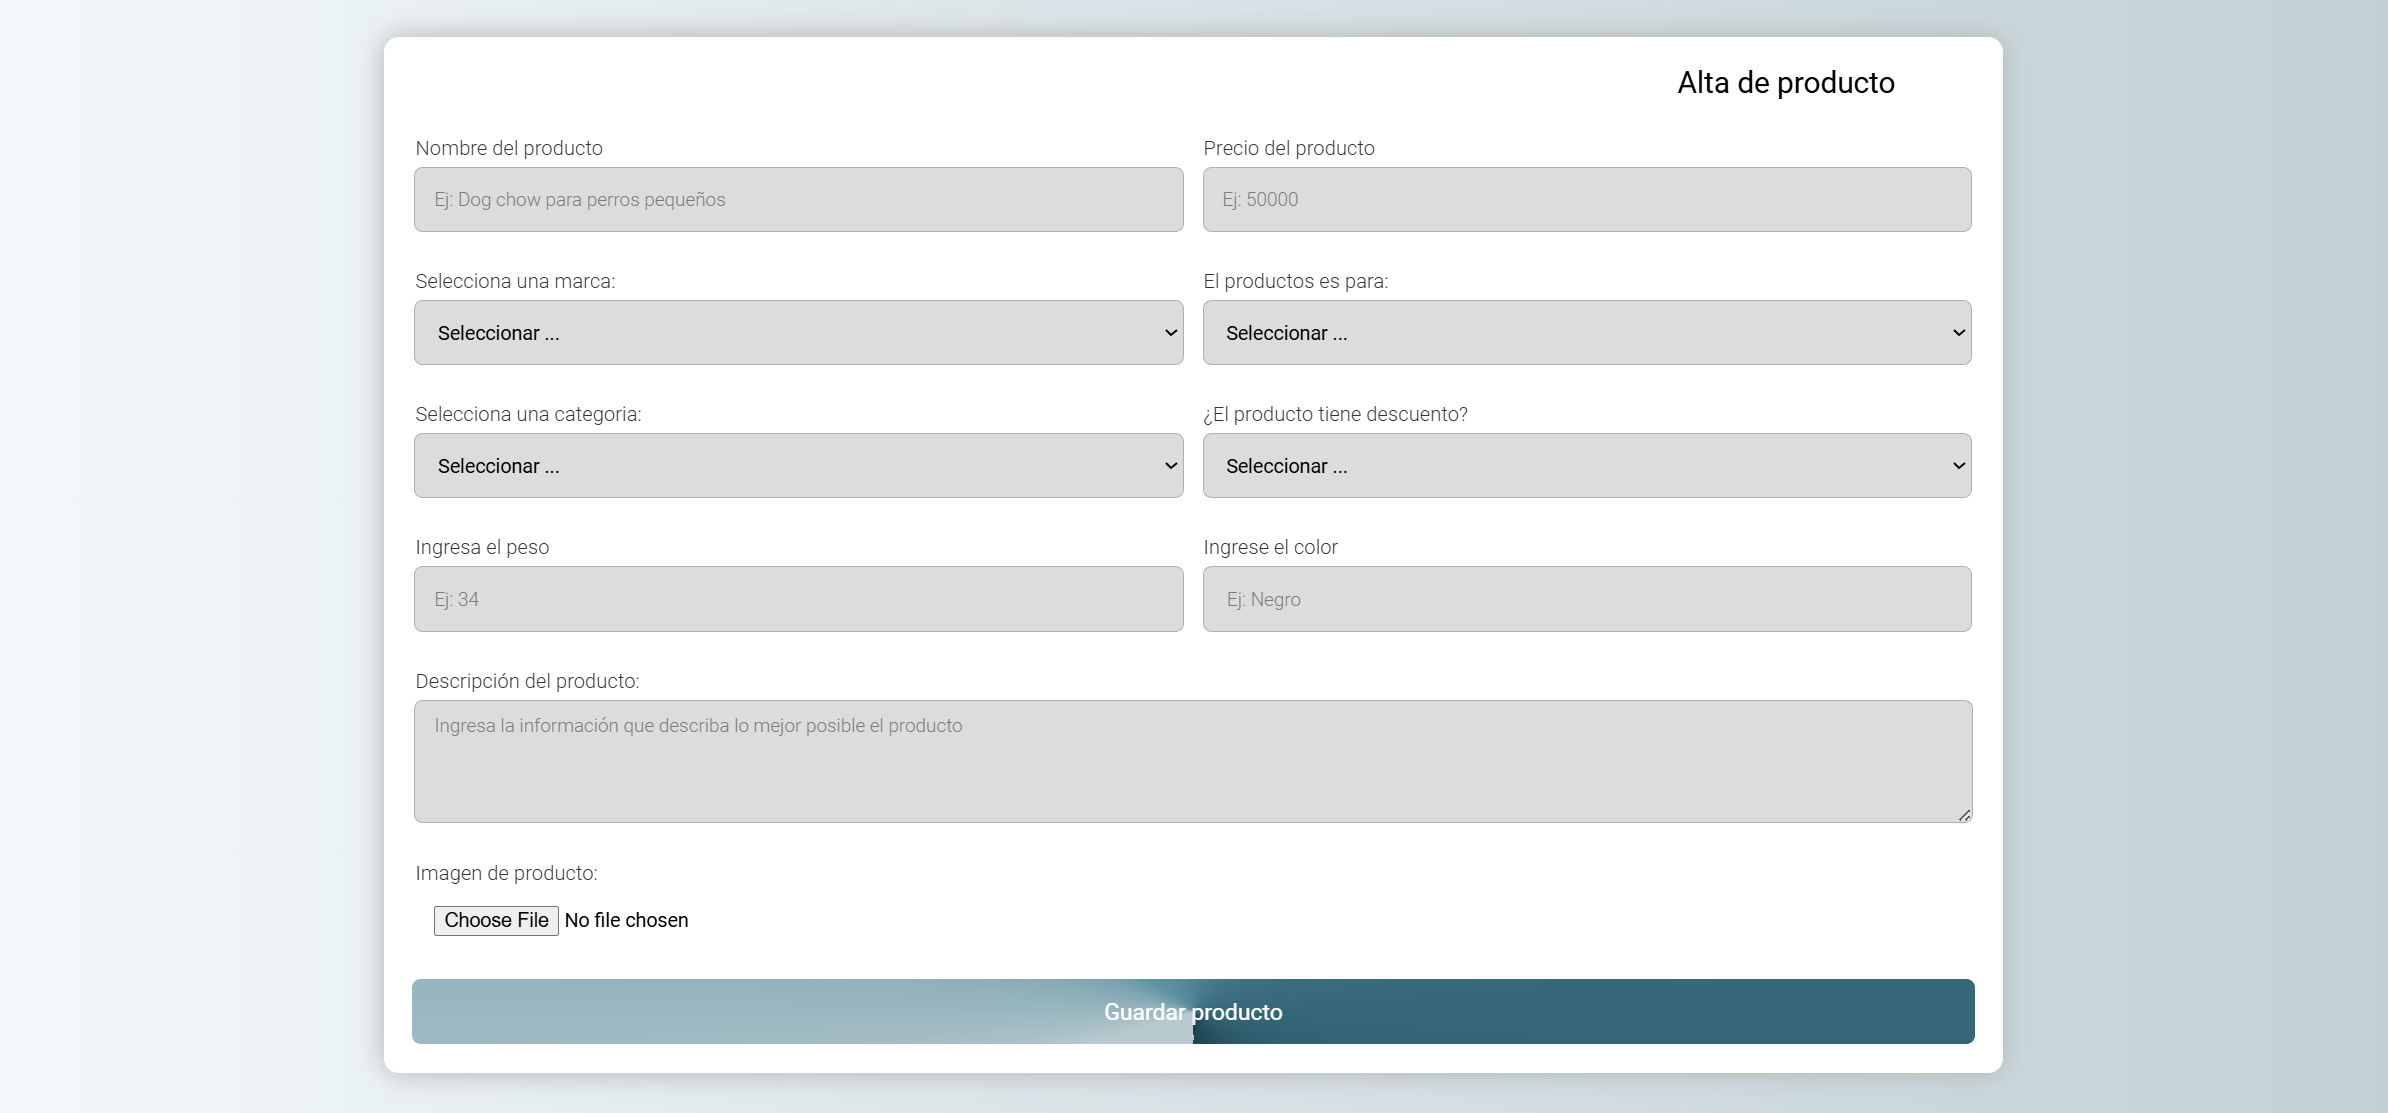 Alta de producto
Nombre del producto
Precio del producto
Ej: Dog chow para perros pequeños
Ej: 50000
Selecciona una marca:
El productos es para:
Seleccionar ...
Seleccionar ...
Selecciona una categoria:
¿El producto tiene descuento?
Seleccionar ...
Seleccionar ...
Ingresa el peso
Ingrese el color
Ej: 34
Ej: Negro
Descripción del producto:
Ingresa la información que describa lo mejor posible el producto
Imagen de producto:
Choose File No file chosen
Guardar producto